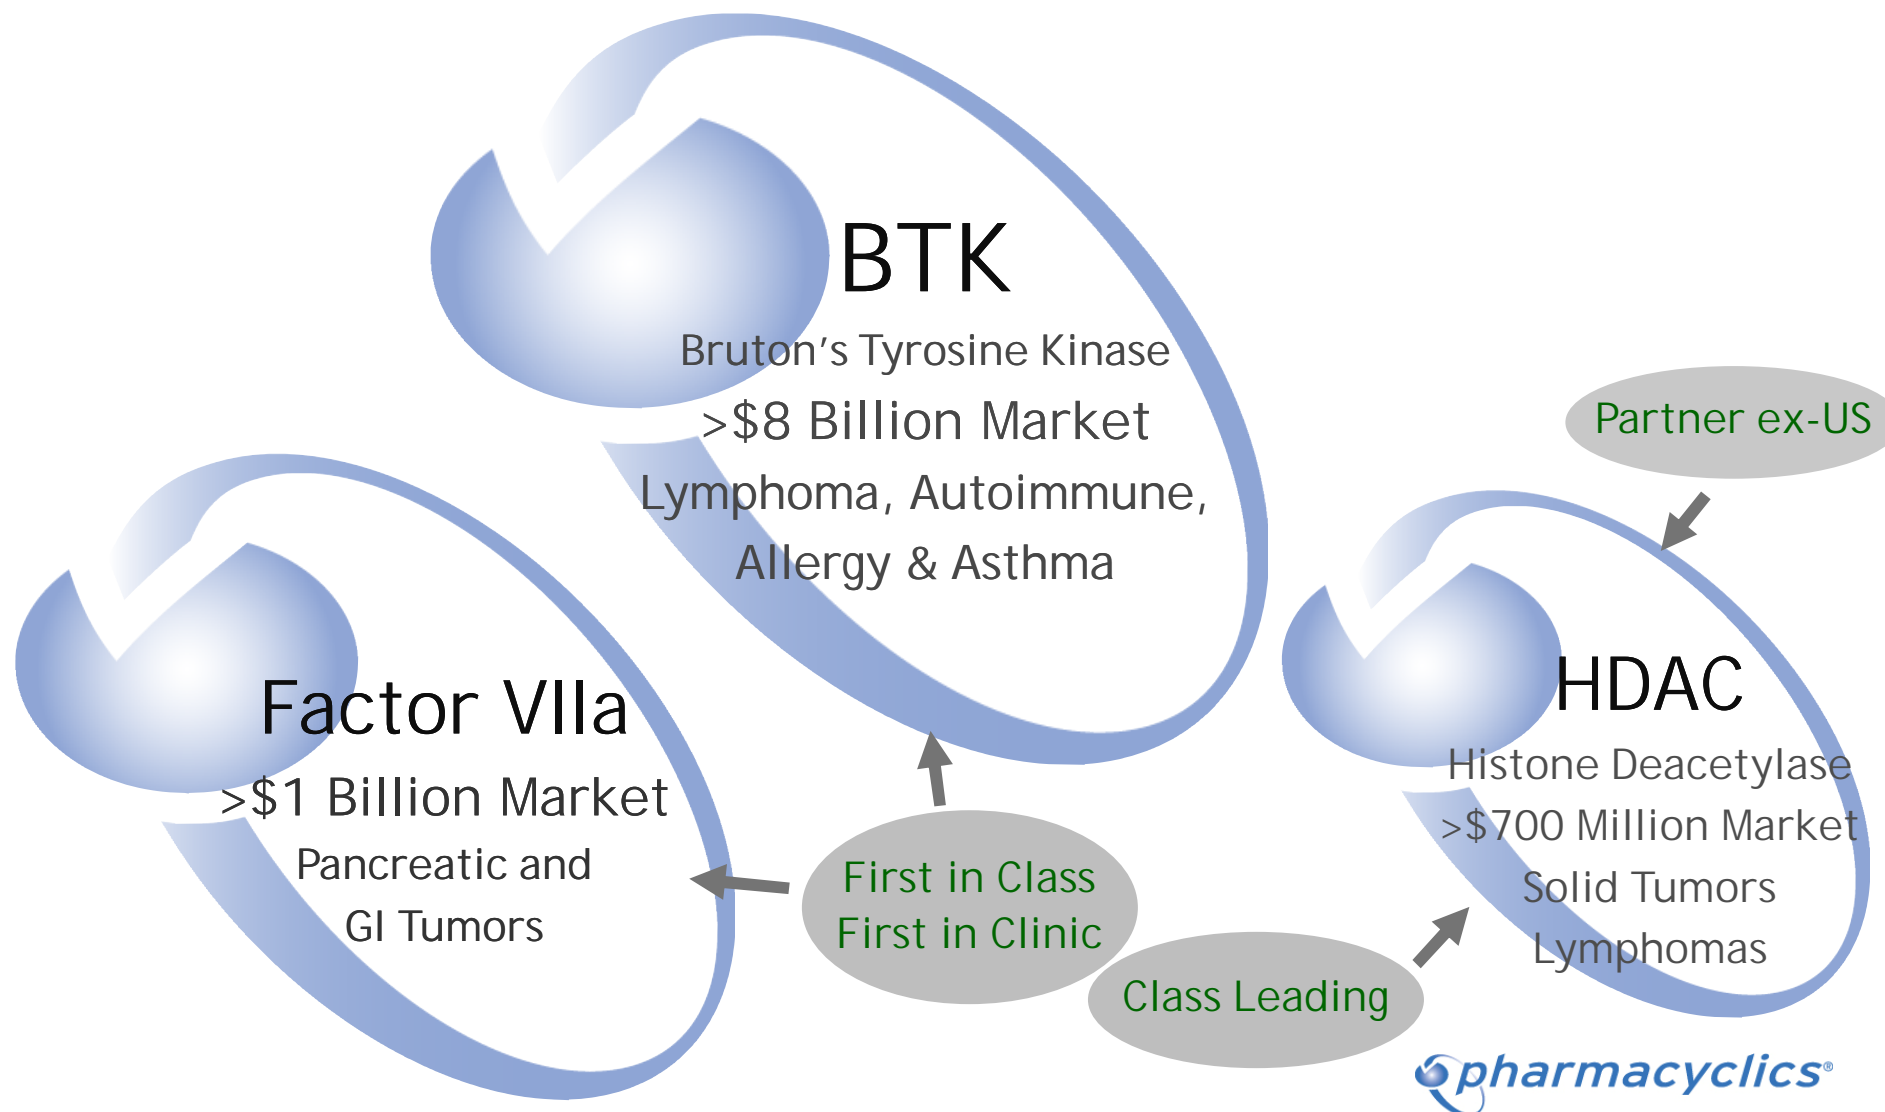 BTK
Bruton's Tyrosine Kinase
>$8 Billion Market
Lymphoma, Autoimmune,
Allergy & Asthma
Partner ex-US
Factor VIIa
>$1 Billion Market
Pancreatic and
GI Tumors
First in Class
First in Clinic
Class Leading
HDAC
Histone Deacetylase
>$700 Million Market
Solid Tumors
Lymphomas
pharmacyclics®